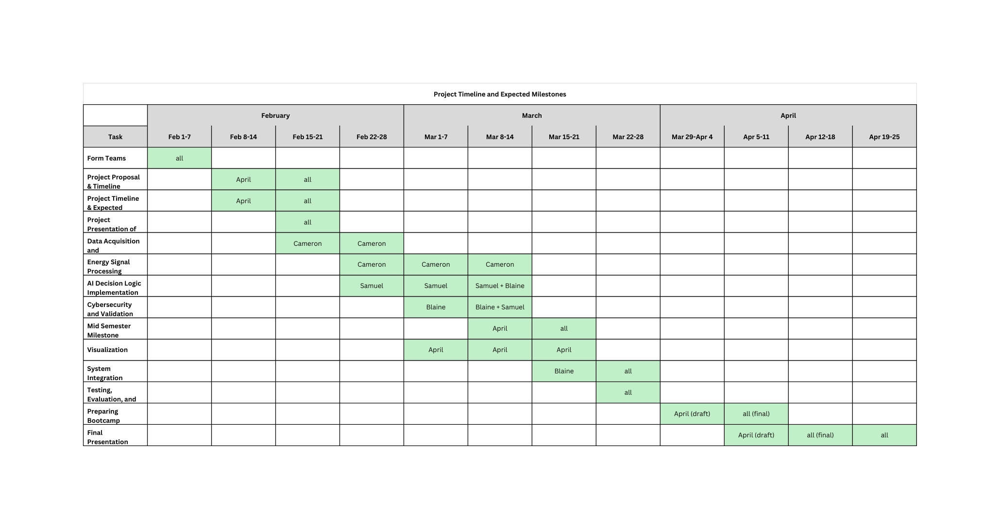 Project Timeline and Expected Milestones
February March April
Task Feb 1-7 Feb 8-14 Feb 15-21 Feb 22-28 Mar 1-7 Mar 8-14 Mar 15-21 Mar 22-28 Mar 29-Apr 4 Apr 5-11 Apr 12-18 Apr 19-25
Form Teams all
Project Proposal
& Timeline April all
Project Timeline
& Expected April all
Project
Presentation of all
Data Acquisition
and Cameron Cameron
Energy Signal
Processing Cameron Cameron Cameron
AI Decision Logic
Implementation Samuel Samuel Samuel + Blaine
Cybersecurity
and Validation Blaine Blaine + Samuel
Mid Semester
Milestone April all
Visualization April April April
System
Integration Blaine all
Testing,
Evaluation, and all
Preparing
Bootcamp April (draft) all (final)
Final
Presentation April (draft) all (final) all